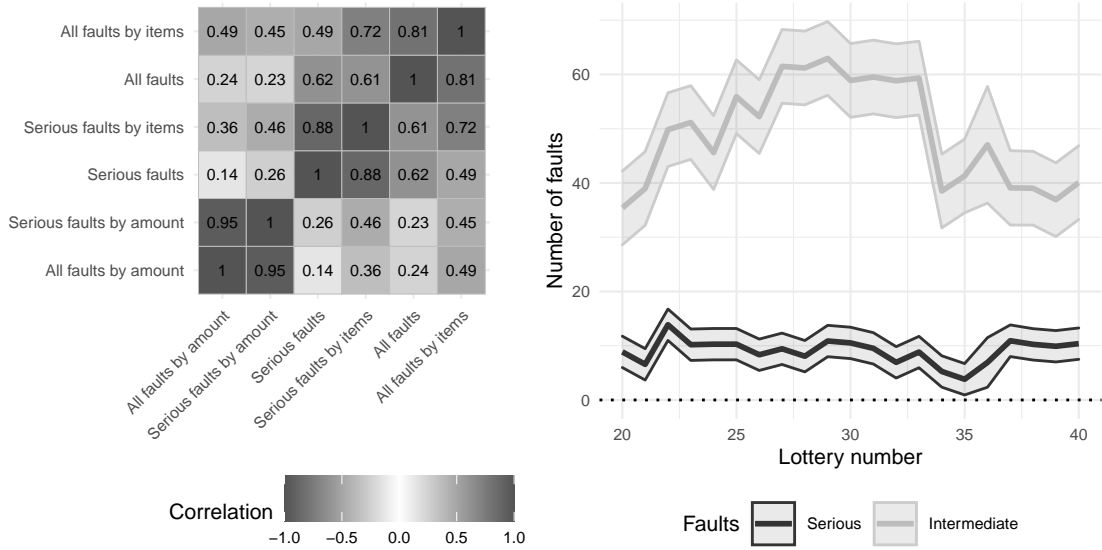 All faults by items 0.49 0.45 0.49 0.72 0.81 1
All faults 0.24 0.23 0.62 0.61 1 0.81
Serious faults by items 0.36 0.46 0.88 1 0.61 0.72
Serious faults 0.14 0.26 1 0.88 0.62 0.49
Serious faults by amount 0.95 1 0.26 0.46 0.23 0.45
All faults by amount 1 0.95 0.14 0.36 0.24 0.49
All faults by amount
Serious faults by amount
Serious faults
Serious faults by items
All faults
All faults by items
Correlation
−1.0 −0.5 0.0 0.5 1.0
Number of faults
60
40
20
0
20 25 30 35 40
Lottery number
Faults Serious Intermediate